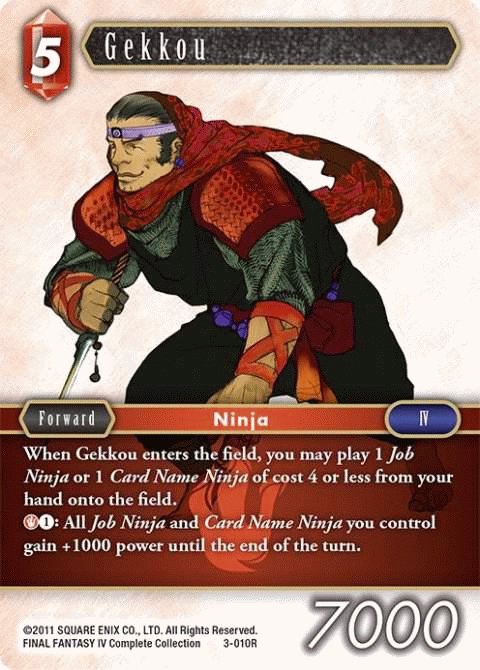 5
Gekkou
Forward
Ninja
IV
When Gekkou enters the field, you may play 1 Job
Ninja or 1 Card Name Ninja of cost 4 or less from your
hand onto the field.
1: All Job Ninja and Card Name Ninja you control
gain +1000 power until the end of the turn.
©2011 SQUARE ENIX CO., LTD. All Rights Reserved.
FINAL FANTASY IV Complete Collection 3-010R
7000